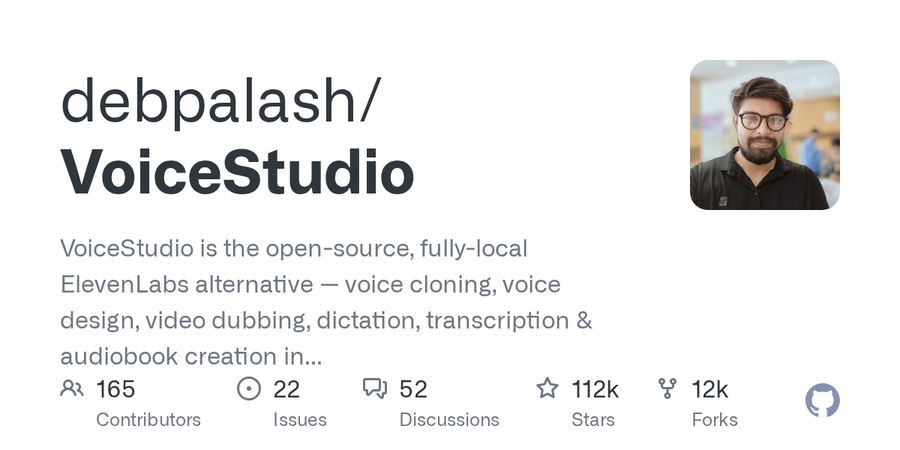 debpalash/
VoiceStudio
VoiceStudio is the open-source, fully-local
ElevenLabs alternative — voice cloning, voice
design, video dubbing, dictation, transcription &
audiobook creation in...
165
Contributors
22
Issues
52
Discussions
112k
Stars
12k
Forks